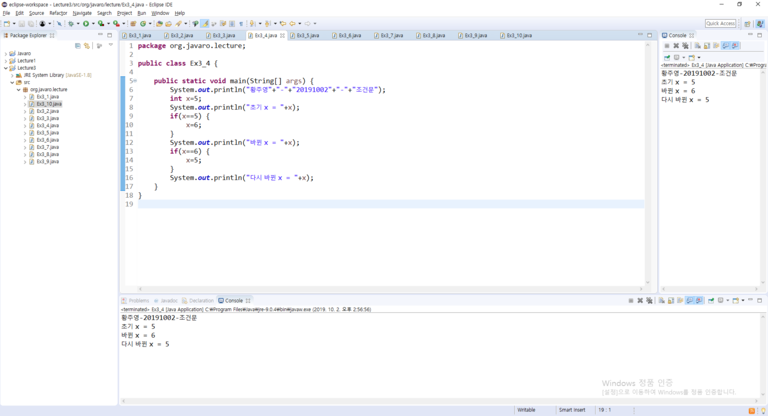 eclipse-workspace - Lecture3/src/org/javaro/lecture/Ex3_4.java - Eclipse IDE
File Edit Source Refactor Navigate Search Project Run Window Help
Quick Access
Package Explorer
Javaro
Lecture1
Lecture3
JRE System Library [JavaSE-1.8]
src
org.javaro.lecture
Ex3_1.java
Ex3_10.java
Ex3_2.java
Ex3_3.java
Ex3_4.java
Ex3_5.java
Ex3_6.java
Ex3_7.java
Ex3_8.java
Ex3_9.java
Ex3_1.java Ex3_2.java Ex3_3.java Ex3_4.java Ex3_5.java Ex3_6.java Ex3_7.java Ex3_8.java Ex3_9.java Ex3_10.java
1 package org.javaro.lecture;
2
3 public class Ex3_4 {
4
5 public static void main(String[] args) {
6 System.out.println("황주영"+"-"+"20191002"+"-"+"조건문");
7 int x=5;
8 System.out.println("초기 x = "+x);
9 if(x==5) {
10 x=6;
11 }
12 System.out.println("바뀐 x = "+x);
13 if(x==6) {
14 x=5;
15 }
16 System.out.println("다시 바뀐 x = "+x);
17 }
18 }
19
Console
<terminated> Ex3_4 [Java Application] C:₩Progra
황주영-20191002-조건문
초기 x = 5
바뀐 x = 6
다시 바뀐 x = 5
Problems Javadoc Declaration Console
<terminated> Ex3_4 [Java Application] C:₩Program Files₩Java₩jre-8.0.4₩bin₩javaw.exe (2019. 10. 2. 오후 2:56:56)
황주영-20191002-조건문
초기 x = 5
바뀐 x = 6
다시 바뀐 x = 5
Windows 정품 인증
[설정]으로 이동하여 Windows를 정품 인증합니다.
Writable Smart Insert 19 : 1